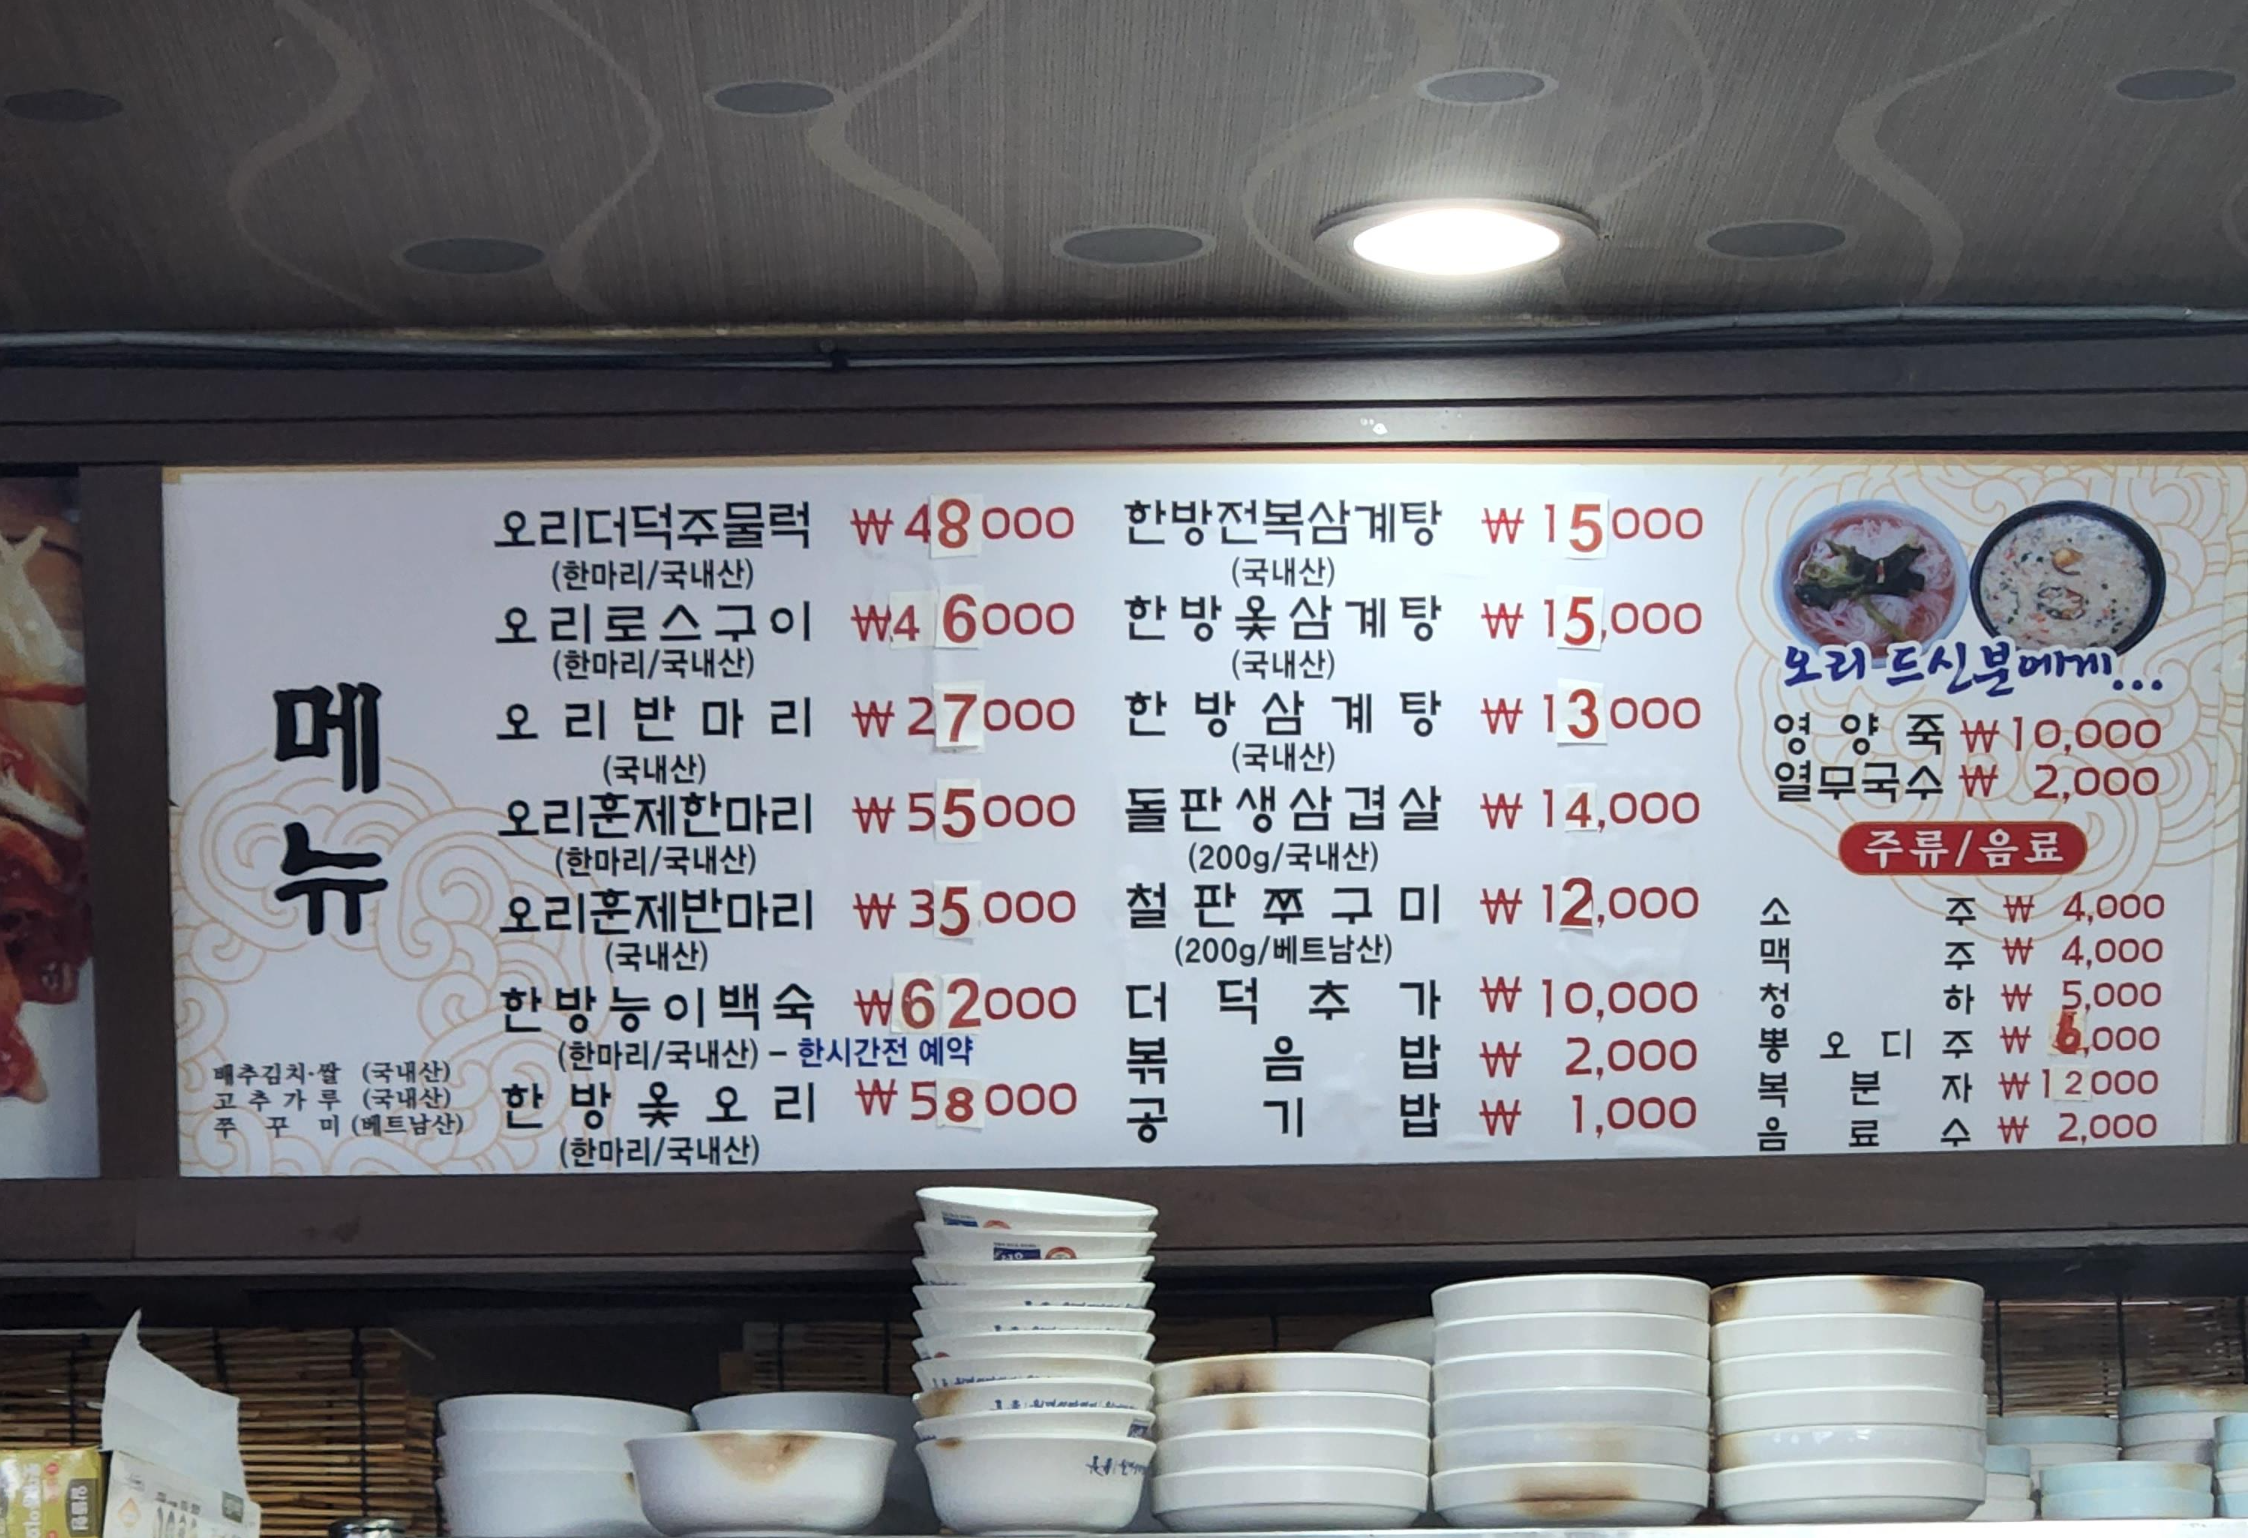 메뉴
배추김치·쌀 (국내산)
고추가루 (국내산)
쭈꾸미 (베트남산)
오리더덕주물럭 ₩48000
(한마리/국내산)
오리로스구이 ₩46000
(한마리/국내산)
오리반마리 ₩27000
(국내산)
오리훈제한마리 ₩55000
(한마리/국내산)
오리훈제반마리 ₩35,000
(국내산)
한방능이백숙 ₩62000
(한마리/국내산) - 한시간전 예약
한방옻오리 ₩58000
(한마리/국내산)
한방전복삼계탕 ₩15000
(국내산)
한방옻삼계탕 ₩15,000
(국내산)
한방삼계탕 ₩13000
(국내산)
돌판생삼겹살 ₩14,000
(200g/국내산)
철판쭈구미 ₩12,000
(200g/베트남산)
더덕추가 ₩10,000
볶음밥 ₩2,000
공기밥 ₩1,000
오리 드신분에게...
영양죽 ₩10,000
열무국수 ₩2,000
주류/음료
소주 ₩4,000
맥주 ₩4,000
청하 ₩5,000
뽕오디주 ₩6,000
복분자 ₩12000
음료수 ₩2,000